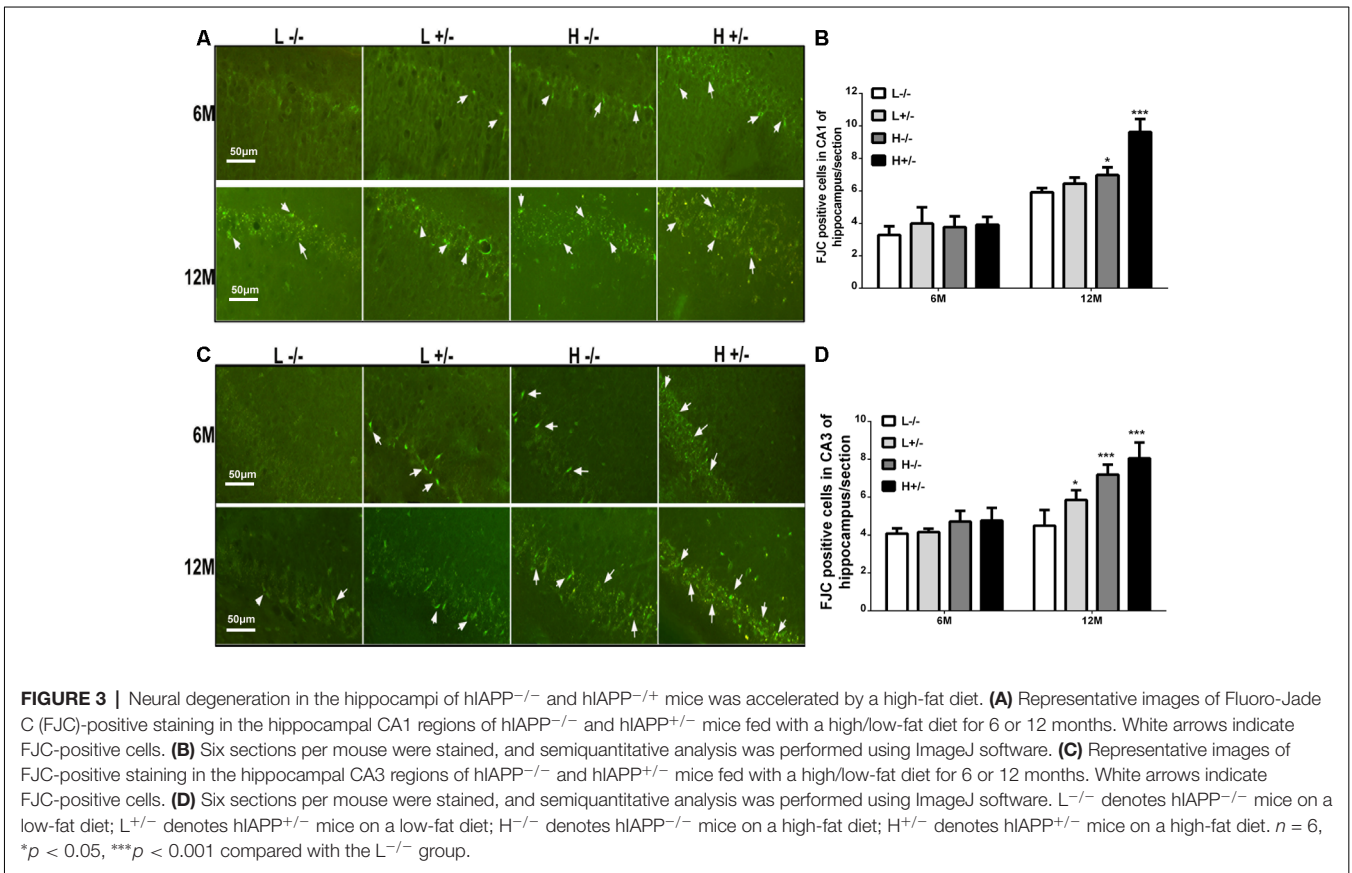 A
L -/-
L +/-
H -/-
H +/-
6M
50μm
12M
50μm
B
FJC positive cells in CA1 of
hippocampus/section
12
10
8
6
4
2
0
L-/-
L+/-
H-/-
H+/-
*
***
6M
12M
C
L -/-
L +/-
H -/-
H +/-
6M
50μm
12M
50μm
D
FJC positive cells in CA3 of
hippocampus/section
10
8
6
4
2
0
L-/-
L+/-
H-/-
H+/-
*
***
***
6M
12M
FIGURE 3 | Neural degeneration in the hippocampi of hIAPP−/− and hIAPP−/+ mice was accelerated by a high-fat diet. (A) Representative images of Fluoro-Jade
C (FJC)-positive staining in the hippocampal CA1 regions of hIAPP−/− and hIAPP+/− mice fed with a high/low-fat diet for 6 or 12 months. White arrows indicate
FJC-positive cells. (B) Six sections per mouse were stained, and semiquantitative analysis was performed using ImageJ software. (C) Representative images of
FJC-positive staining in the hippocampal CA3 regions of hIAPP−/− and hIAPP+/− mice fed with a high/low-fat diet for 6 or 12 months. White arrows indicate
FJC-positive cells. (D) Six sections per mouse were stained, and semiquantitative analysis was performed using ImageJ software. L−/− denotes hIAPP−/− mice on a
low-fat diet; L+/− denotes hIAPP+/− mice on a low-fat diet; H−/− denotes hIAPP−/− mice on a high-fat diet; H+/− denotes hIAPP+/− mice on a high-fat diet. n = 6,
*p < 0.05, ***p < 0.001 compared with the L−/− group.